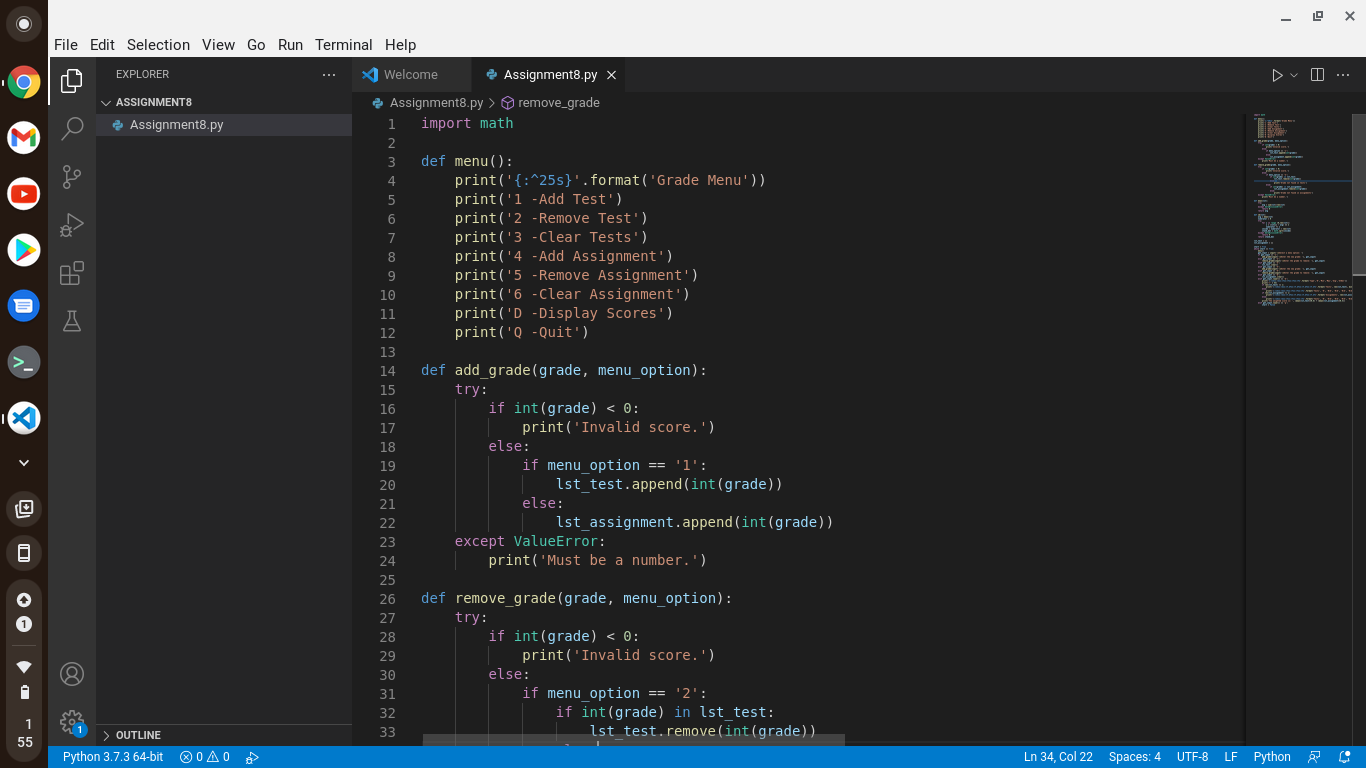 File Edit Selection View Go Run Terminal Help
EXPLORER
Welcome
Assignment8.py
ASSIGNMENT8
Assignment8.py
Assignment8.py > remove_grade
1 import math
2
3 def menu():
4     print('{:^25s}'.format('Grade Menu'))
5     print('1 -Add Test')
6     print('2 -Remove Test')
7     print('3 -Clear Tests')
8     print('4 -Add Assignment')
9     print('5 -Remove Assignment')
10     print('6 -Clear Assignment')
11     print('D -Display Scores')
12     print('Q -Quit')
13
14 def add_grade(grade, menu_option):
15     try:
16         if int(grade) < 0:
17             print('Invalid score.')
18         else:
19             if menu_option == '1':
20                 lst_test.append(int(grade))
21             else:
22                 lst_assignment.append(int(grade))
23     except ValueError:
24         print('Must be a number.')
25
26 def remove_grade(grade, menu_option):
27     try:
28         if int(grade) < 0:
29             print('Invalid score.')
30         else:
31             if menu_option == '2':
32                 if int(grade) in lst_test:
33                     lst_test.remove(int(grade))
OUTLINE
1
1
1
55
Python 3.7.3 64-bit
0
0
Ln 34, Col 22
Spaces: 4
UTF-8
LF
Python